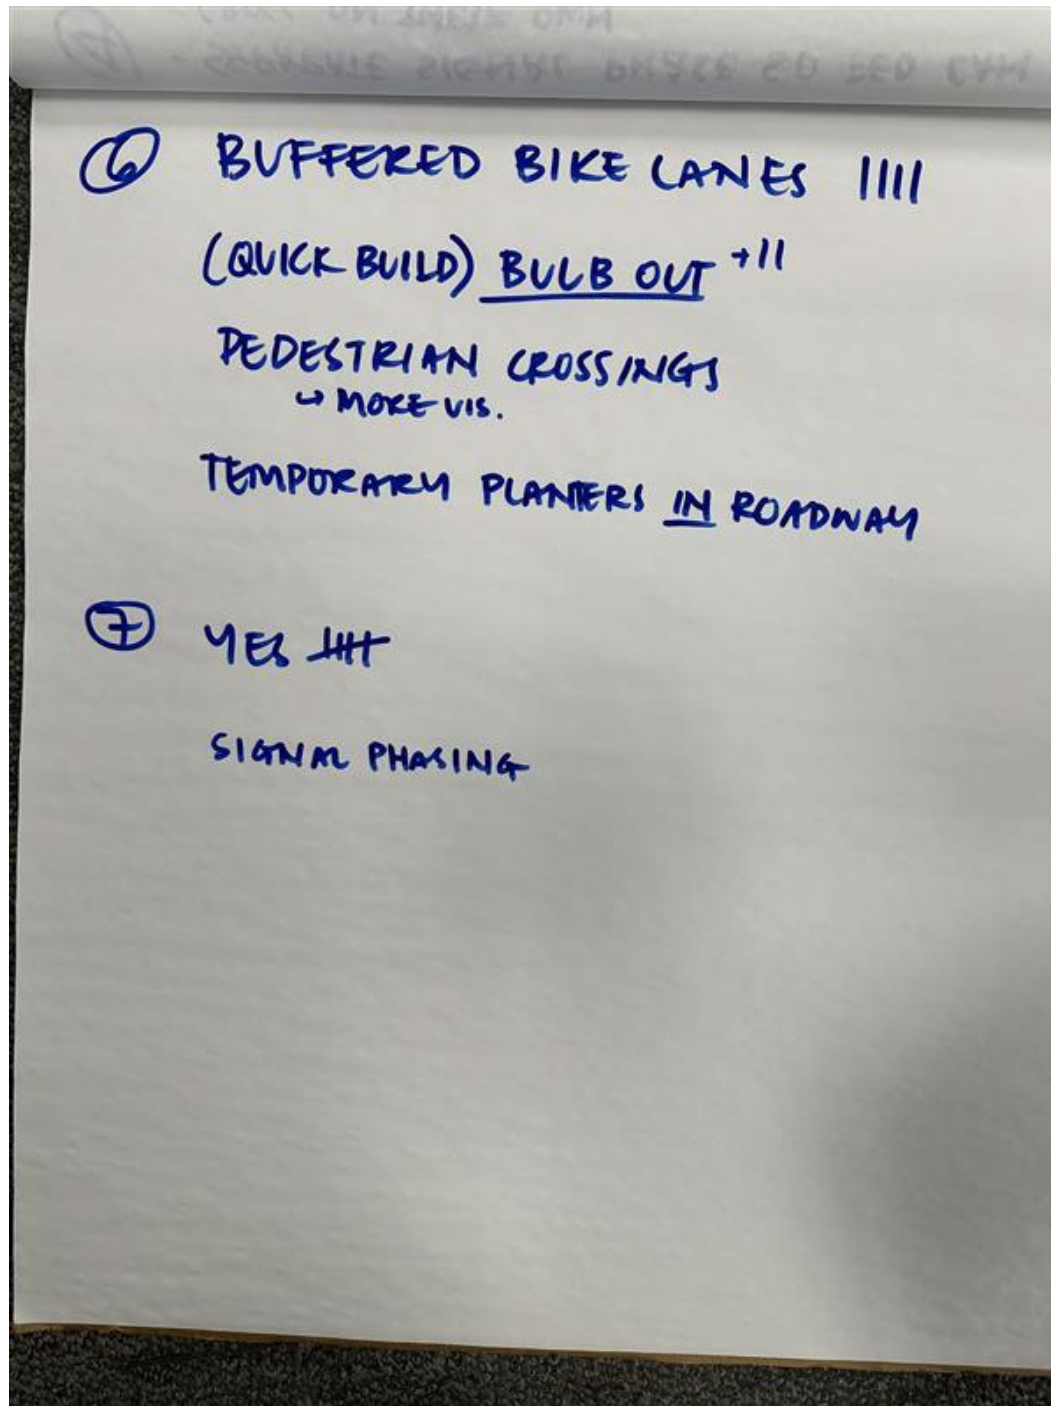 ⑥ BUFFERED BIKE LANES ||||
(QUICK BUILD) BULB OUT +||
PEDESTRIAN CROSSINGS
↳ MORE VIS.
TEMPORARY PLANTERS IN ROADWAY
⑦ YES 卌
SIGNAL PHASING